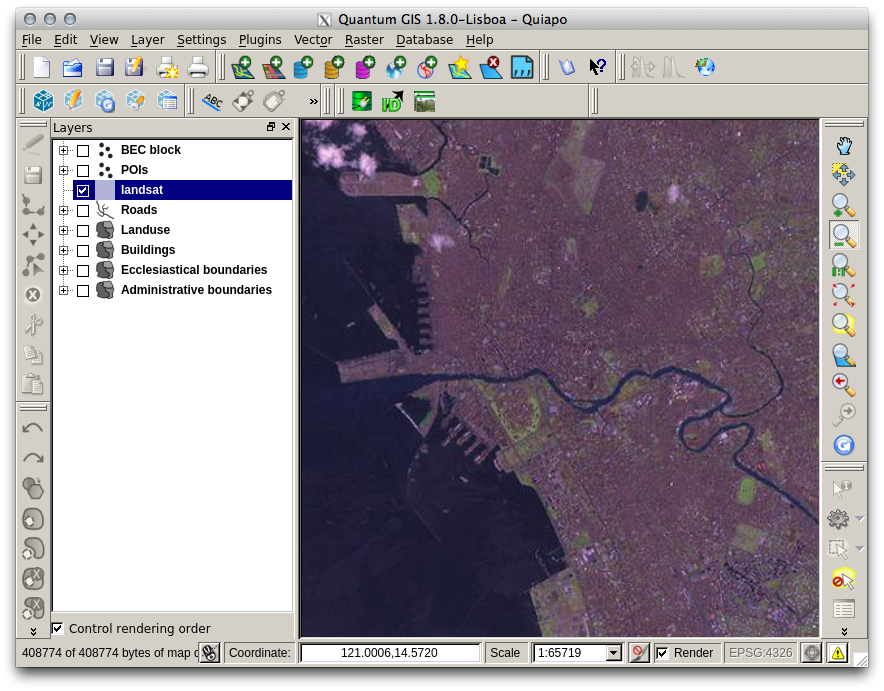 Quantum GIS 1.8.0-Lisboa – Quiapo
File Edit View Layer Settings Plugins Vector Raster Database Help
ABC »
Layers
BEC block
POIs
landsat
Roads
Landuse
Buildings
Ecclesiastical boundaries
Administrative boundaries
Control rendering order
408774 of 408774 bytes of map Coordinate: 121.0006,14.5720 Scale 1:65719 Render EPSG:4326